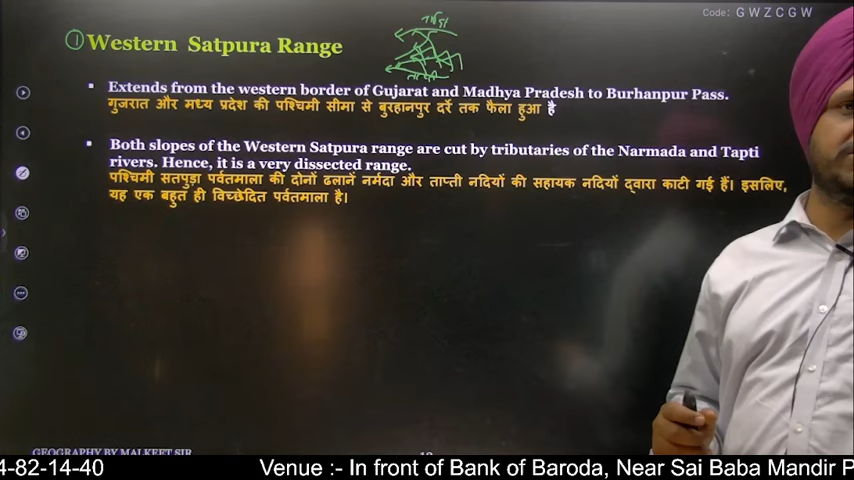 Code: G W Z C G W
① Western Satpura Range
नर्मदा
▪ Extends from the western border of Gujarat and Madhya Pradesh to Burhanpur Pass.
गुजरात और मध्य प्रदेश की पश्चिमी सीमा से बुरहानपुर दर्रे तक फैला हुआ है
▪ Both slopes of the Western Satpura range are cut by tributaries of the Narmada and Tapti
rivers. Hence, it is a very dissected range.
पश्चिमी सतपुड़ा पर्वतमाला की दोनों ढलानें नर्मदा और ताप्ती नदियों की सहायक नदियों द्वारा काटी गई हैं। इसलिए,
यह एक बहुत ही विच्छेदित पर्वतमाला है।
GEOGRAPHY BY MALKEET SIR
4-82-14-40 Venue :- In front of Bank of Baroda, Near Sai Baba Mandir P